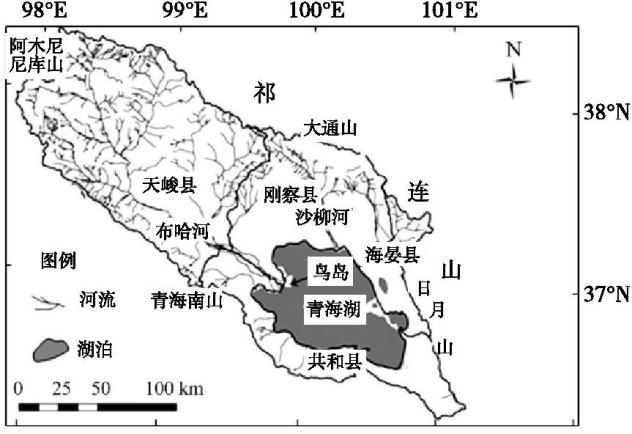 98°E 99°E 100°E 101°E
阿木尼
尼库山
N
祁
38°N
大通山
连
天峻县
刚察县
沙柳河
布哈河
海晏县
图例
鸟岛
山
日
37°N
河流
青海南山
青海湖
月
湖泊
共和县
山
0 25 50 100 km